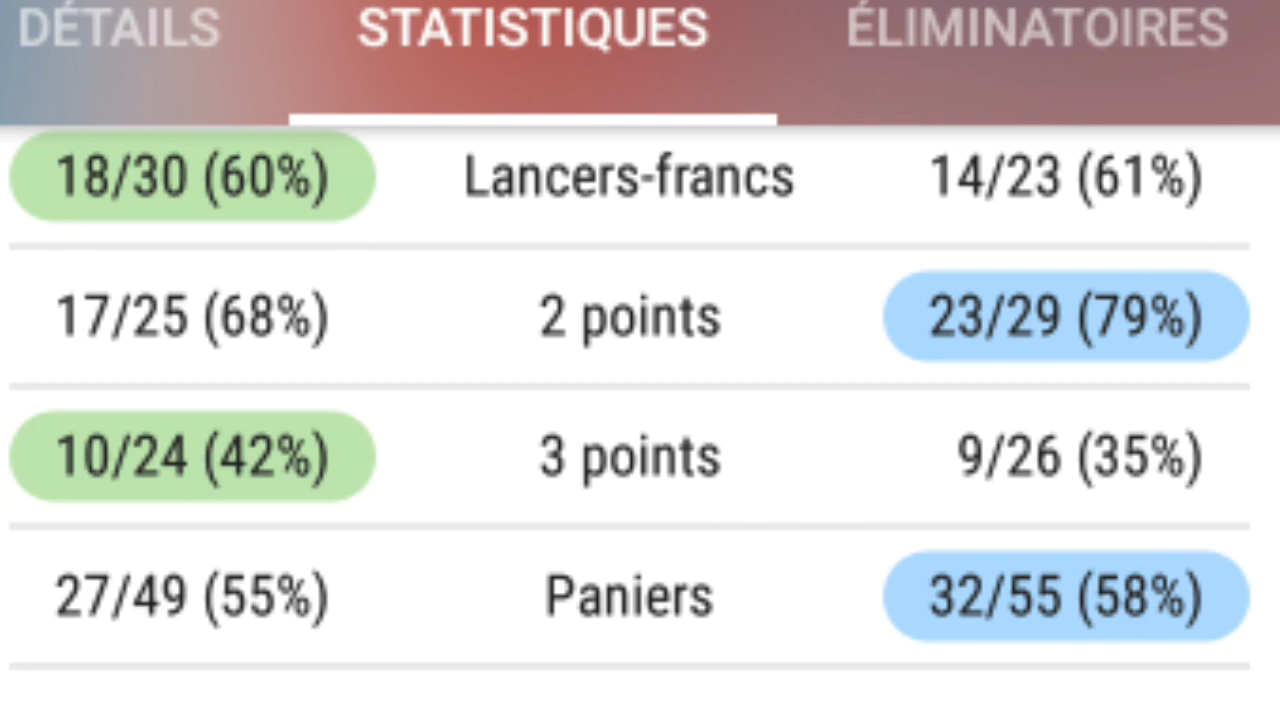 DÉTAILS STATISTIQUES ÉLIMINATOIRES
18/30 (60%) Lancers-francs 14/23 (61%)
17/25 (68%) 2 points 23/29 (79%)
10/24 (42%) 3 points 9/26 (35%)
27/49 (55%) Paniers 32/55 (58%)